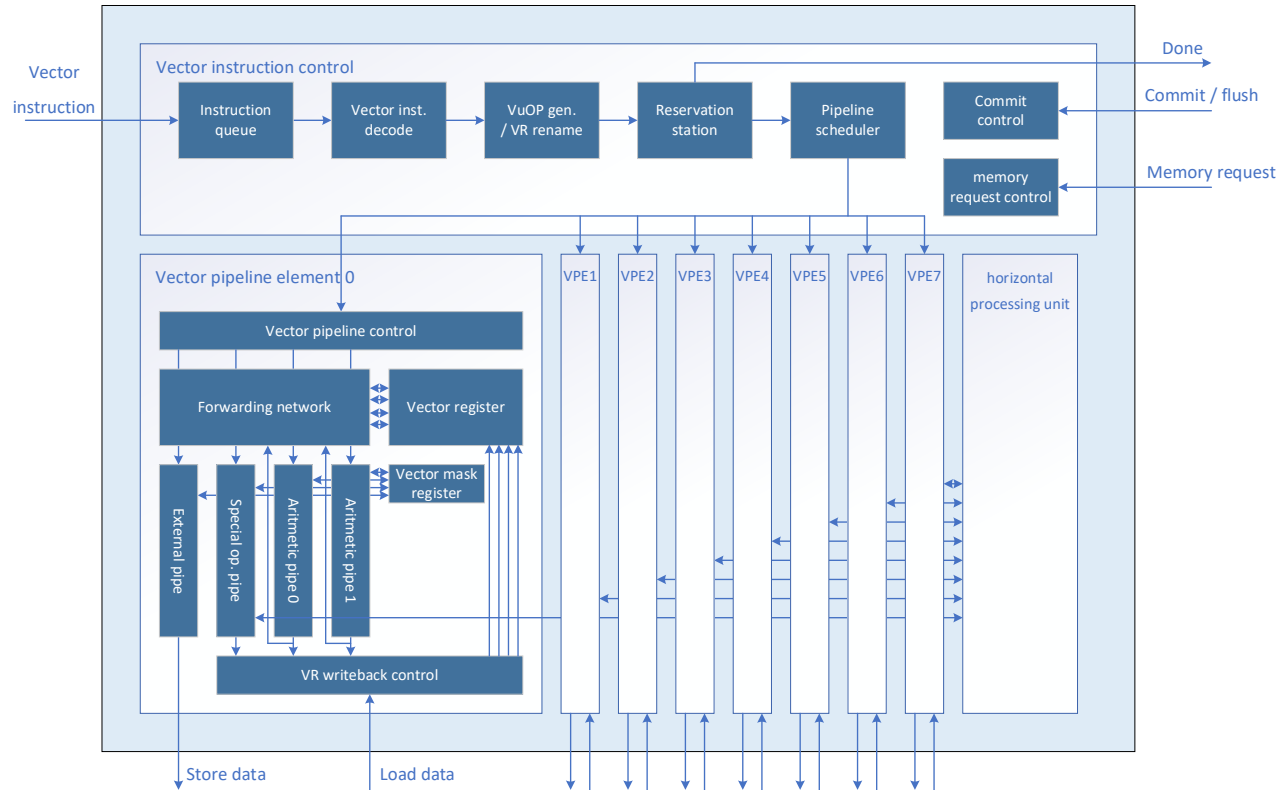 Vector instruction control
Done
Vector
instruction
Instruction
queue
Vector inst.
decode
VuOP gen.
/ VR rename
Reservation
station
Pipeline
scheduler
Commit
control
Commit / flush
memory
request control
Memory request
Vector pipeline element 0
VPE1
VPE2
VPE3
VPE4
VPE5
VPE6
VPE7
horizontal
processing unit
Vector pipeline control
Forwarding network
Vector register
Vector mask
register
External pipe
Special op. pipe
Aritmetic pipe 0
Aritmetic pipe 1
VR writeback control
Store data
Load data